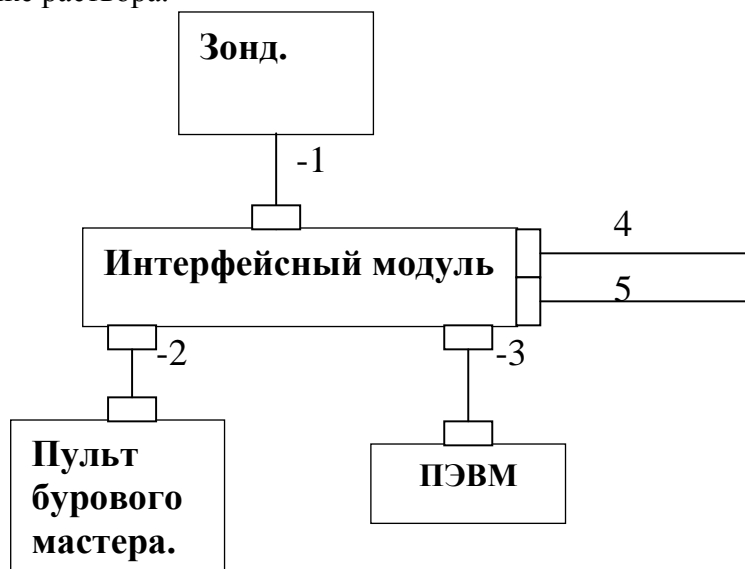 Зонд.
-1
4
Интерфейсный модуль
5
-2
-3
Пульт
бурового
мастера.
ПЭВМ